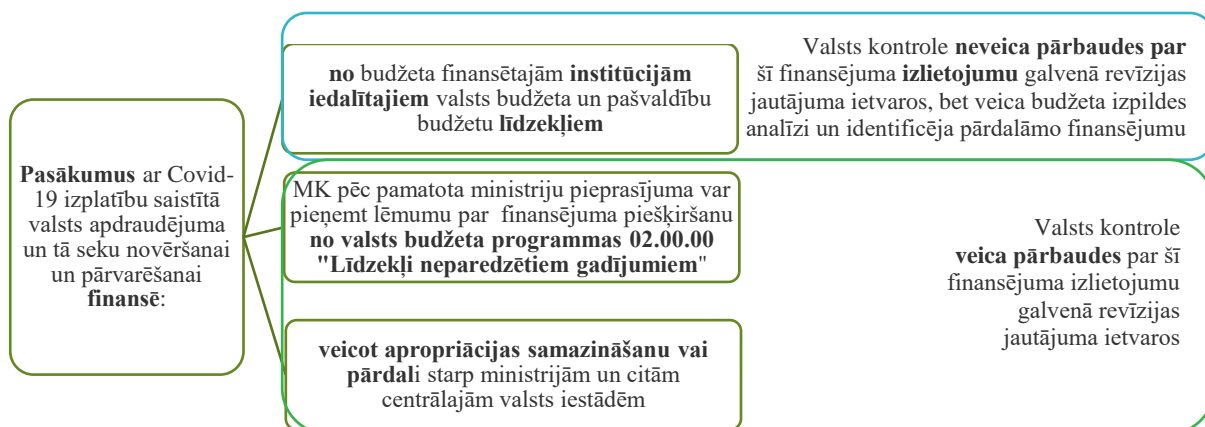 Pasākumus ar Covid-
19 izplatību saistītā
valsts apdraudējuma
un tā seku novēršanai
un pārvarēšanai
finansē:
no budžeta finansētajām institūcijām
iedalītajiem valsts budžeta un pašvaldību
budžetu līdzekļiem
Valsts kontrole neveica pārbaudes par
šī finansējuma izlietojumu galvenā revīzijas
jautājuma ietvaros, bet veica budžeta izpildes
analīzi un identificēja pārdalāmo finansējumu
MK pēc pamatota ministriju pieprasījuma var
pieņemt lēmumu par finansējuma piešķiršanu
no valsts budžeta programmas 02.00.00
"Līdzekļi neparedzētiem gadījumiem"
veicot apropriācijas samazināšanu vai
pārdali starp ministrijām un citām
centrālajām valsts iestādēm
Valsts kontrole
veica pārbaudes par šī
finansējuma izlietojumu
galvenā revīzijas
jautājuma ietvaros